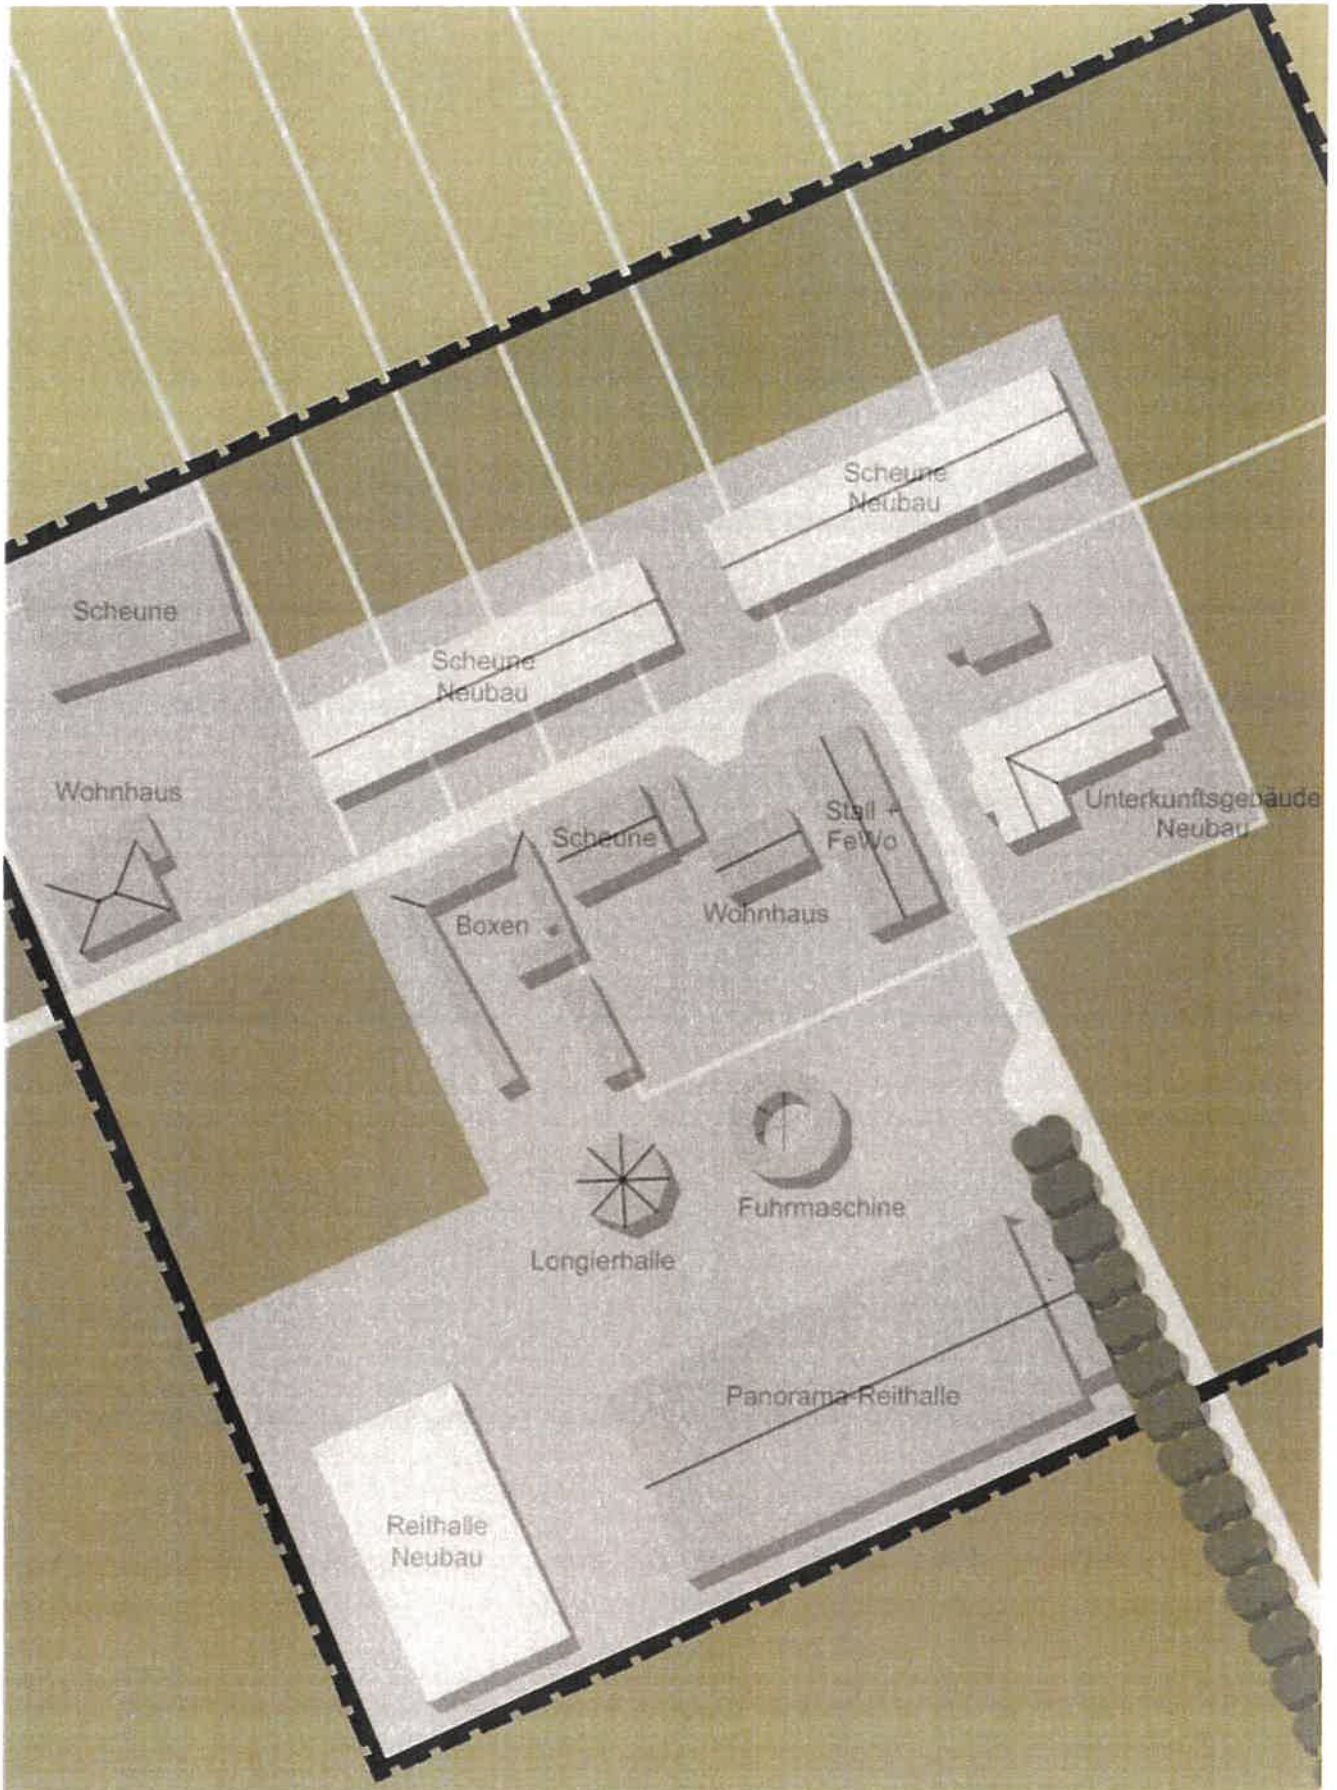 Scheune
Neubau
Scheune
Scheune
Neubau
Wohnhaus
Unterkunftsgebäude
Neubau
Stall +
FeWo
Scheune
Wohnhaus
Boxen
Fuhrmaschine
Longierhalle
Panorama-Reithalle
Reithalle
Neubau